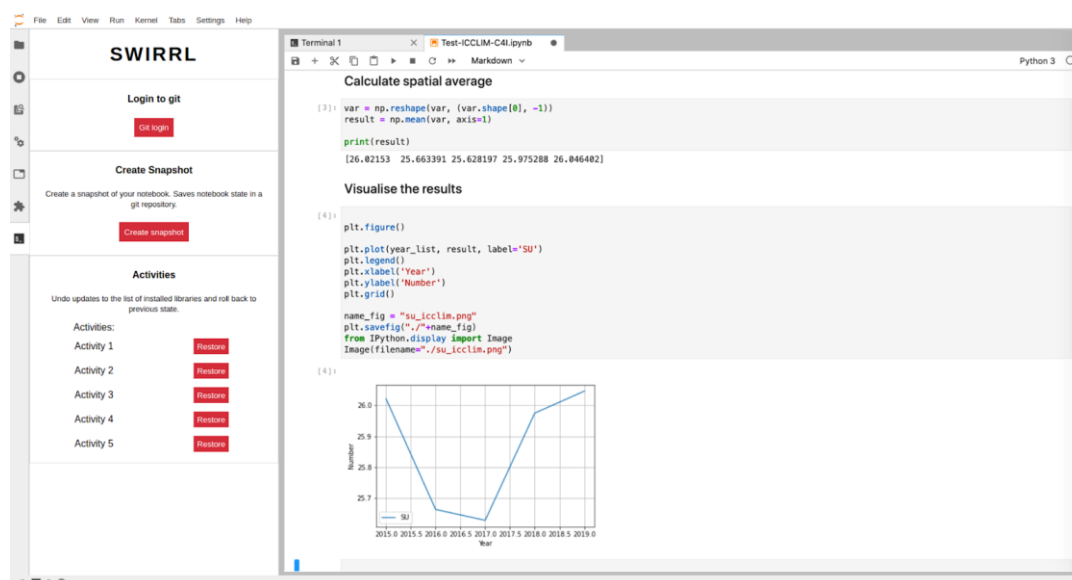 File Edit View Run Kernel Tabs Settings Help
SWIRRL
Login to git
Git login
Create Snapshot
Create a snapshot of your notebook. Saves notebook state in a
git repository.
Create snapshot
Activities
Undo updates to the list of installed libraries and roll back to
previous state.
Activities:
Activity 1 Restore
Activity 2 Restore
Activity 3 Restore
Activity 4 Restore
Activity 5 Restore
Terminal 1 Test-ICCLIM-C4I.ipynb
Markdown Python 3
Calculate spatial average
[3]: var = np.reshape(var, (var.shape[0], -1))
result = np.mean(var, axis=1)
print(result)
[26.02153 25.663391 25.628197 25.975288 26.046402]
Visualise the results
[4]:
plt.figure()
plt.plot(year_list, result, label='SU')
plt.legend()
plt.xlabel('Year')
plt.ylabel('Number')
plt.grid()
name_fig = "su_icclim.png"
plt.savefig("./"+name_fig)
from IPython.display import Image
Image(filename="./su_icclim.png")
[4]:
26.0
25.9
25.8
25.7
Number
SU
2015.0 2015.5 2016.0 2016.5 2017.0 2017.5 2018.0 2018.5 2019.0
Year